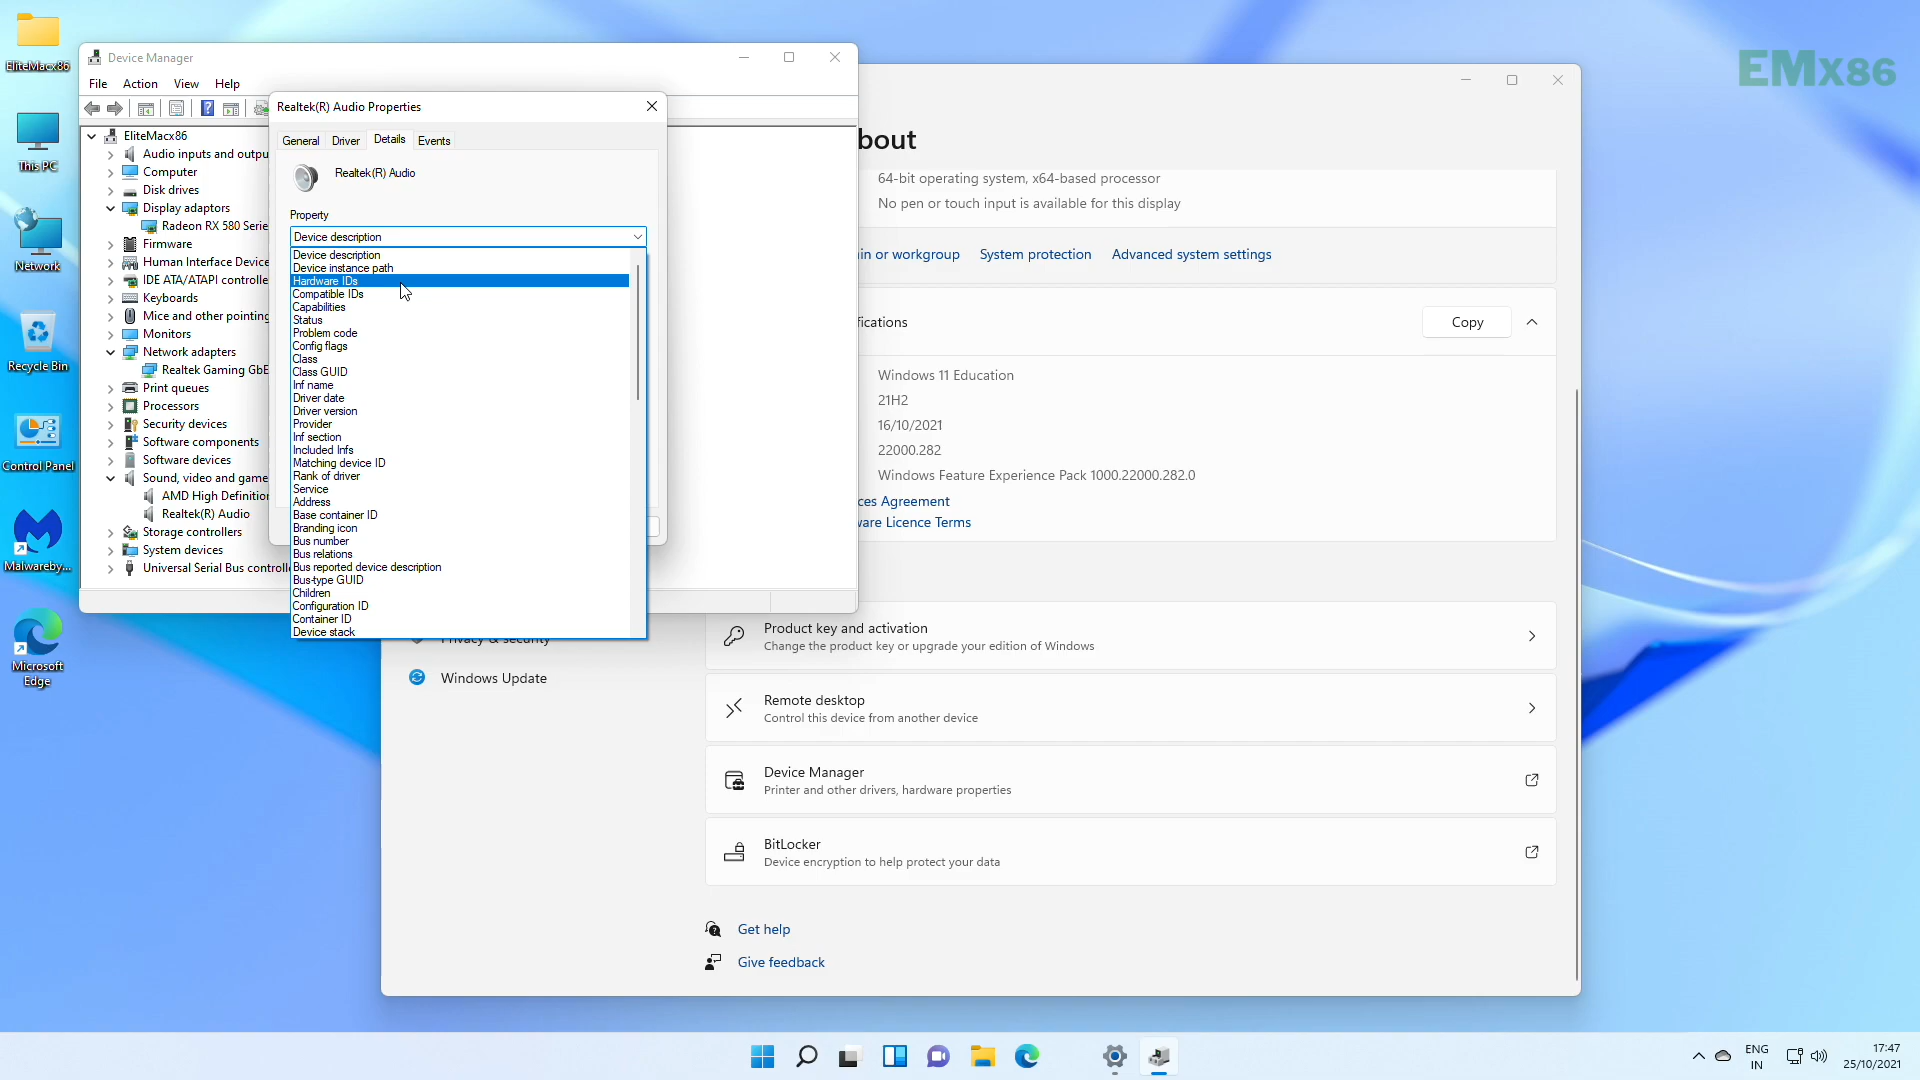 EliteMacx86
This PC
Network
Recycle Bin
Control Panel
Malwareby...
Microsoft
Edge
EMx86
Device Manager
File Action View Help
EliteMacx86
Audio inputs and outpu
Computer
Disk drives
Display adaptors
Radeon RX 580 Serie
Firmware
Human Interface Device
IDE ATA/ATAPI controlle
Keyboards
Mice and other pointing
Monitors
Network adapters
Realtek Gaming GbE
Print queues
Processors
Security devices
Software components
Software devices
Sound, video and game
AMD High Definition
Realtek(R) Audio
Storage controllers
System devices
Universal Serial Bus controlle
Realtek(R) Audio Properties
General Driver Details Events
Realtek(R) Audio
Property
Device description
Device description
Device instance path
Hardware IDs
Compatible IDs
Capabilities
Status
Problem code
Config flags
Class
Class GUID
Inf name
Driver date
Driver version
Provider
Inf section
Included Infs
Matching device ID
Rank of driver
Service
Address
Base container ID
Branding icon
Bus number
Bus relations
Bus reported device description
Bus-type GUID
Children
Configuration ID
Container ID
Device stack
bout
64-bit operating system, x64-based processor
No pen or touch input is available for this display
in or workgroup System protection Advanced system settings
fications Copy
Windows 11 Education
21H2
16/10/2021
22000.282
Windows Feature Experience Pack 1000.22000.282.0
ces Agreement
ware Licence Terms
Privacy & security
Windows Update
Product key and activation
Change the product key or upgrade your edition of Windows
Remote desktop
Control this device from another device
Device Manager
Printer and other drivers, hardware properties
BitLocker
Device encryption to help protect your data
Get help
Give feedback
ENG
IN
17:47
25/10/2021